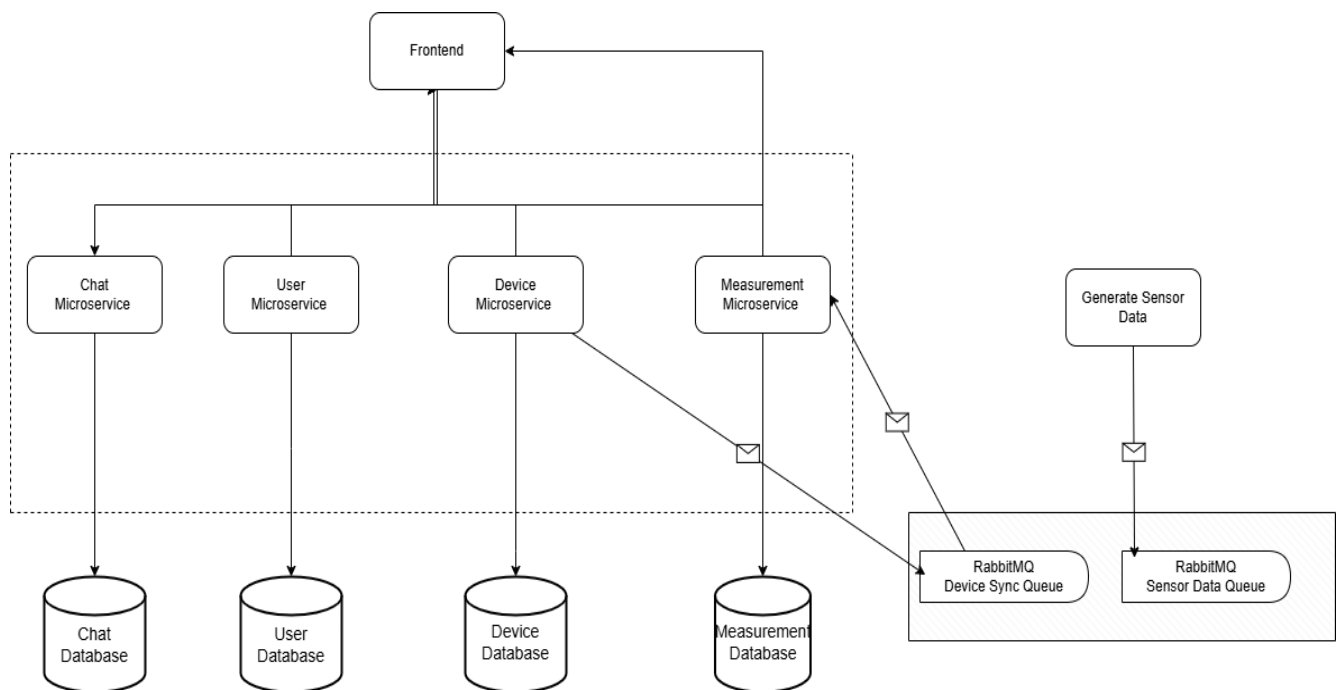 Frontend
Chat
Microservice
User
Microservice
Device
Microservice
Measurement
Microservice
Generate Sensor
Data
RabbitMQ
Device Sync Queue
RabbitMQ
Sensor Data Queue
Chat
Database
User
Database
Device
Database
Measurement
Database